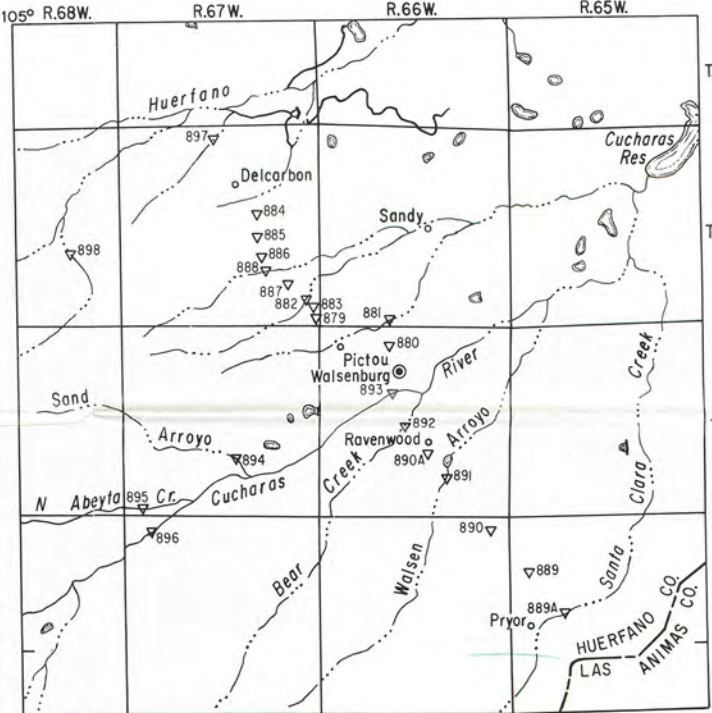 105° R.68W. R.67W. R.66W. R.65W.
T.
Huerfano
897
Cucharas
Res
Delcarbon
884
Sandy
T.
885
898
886
888
887
882
883
879
881
880
Pictou
Walsenburg
River
Creek
893
Sand
892
Arroyo
Ravenwood
Arroyo
894
890A
891
Creek
Clara
N Abeyta Cr.
895
Cucharas
896
890
Bear
Walsen
Santa
889
889A
Pryor
HUERFANO CO.
LAS ANIMAS CO.